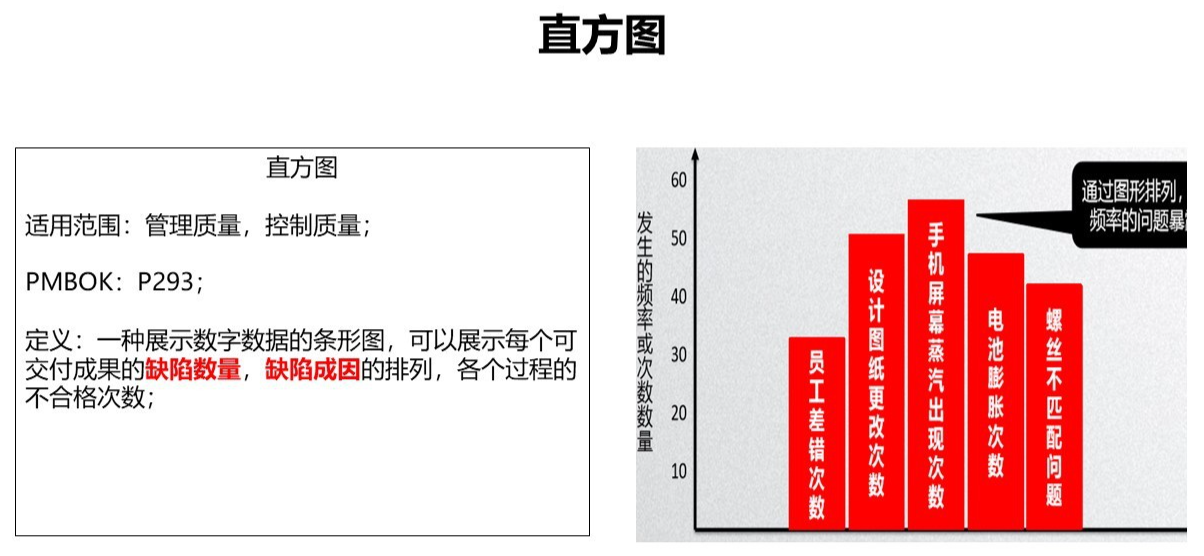 直方图
直方图
适用范围：管理质量，控制质量；
PMBOK：P293；
定义：一种展示数字数据的条形图，可以展示每个可
交付成果的缺陷数量，缺陷成因的排列，各个过程的
不合格次数；
发生的频率或次数数量
60
50
40
30
20
10
员工差错次数
设计图纸更改次数
手机屏幕蒸汽出现次数
电池膨胀次数
螺丝不匹配问题
通过图形排列，
频率的问题暴